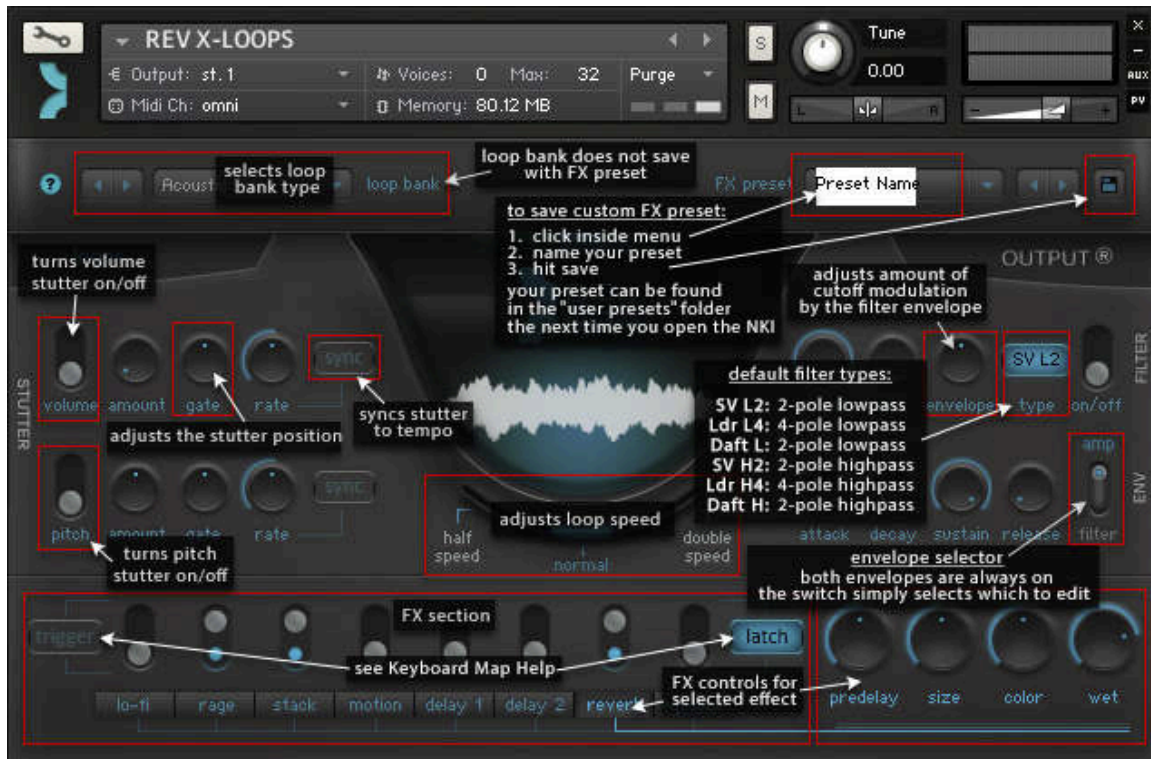 REV X-LOOPS
Output: st.1
Voices: 0 Max: 32
Purge
Midi Ch: omni
Memory: 80.12 MB
S
M
Tune
0.00
L
R
-
+
X
-
AUX
PV
?
Acoust
selects loop
bank type
loop bank
loop bank does not save
with FX preset
FX preset
Preset Name
to save custom FX preset:
1. click inside menu
2. name your preset
3. hit save
your preset can be found
in the "user presets" folder
the next time you open the NKI
OUTPUT ®
turns volume
stutter on/off
STUTTER
volume
amount
gate
rate
sync
adjusts the stutter position
syncs stutter
to tempo
pitch
amount
gate
rate
sync
turns pitch
stutter on/off
adjusts loop speed
half
speed
normal
double
speed
adjusts amount of
cutoff modulation
by the filter envelope
envelope
SV L2
type
on/off
FILTER
default filter types:
SV L2: 2-pole lowpass
Ldr L4: 4-pole lowpass
Daft L: 2-pole lowpass
SV H2: 2-pole highpass
Ldr H4: 4-pole highpass
Daft H: 2-pole highpass
attack
decay
sustain
release
amp
filter
ENV
envelope selector
both envelopes are always on
the switch simply selects which to edit
FX section
trigger
latch
see Keyboard Map Help
FX controls for
selected effect
lo-fi
rage
stack
motion
delay 1
delay 2
reverb
predelay
size
color
wet